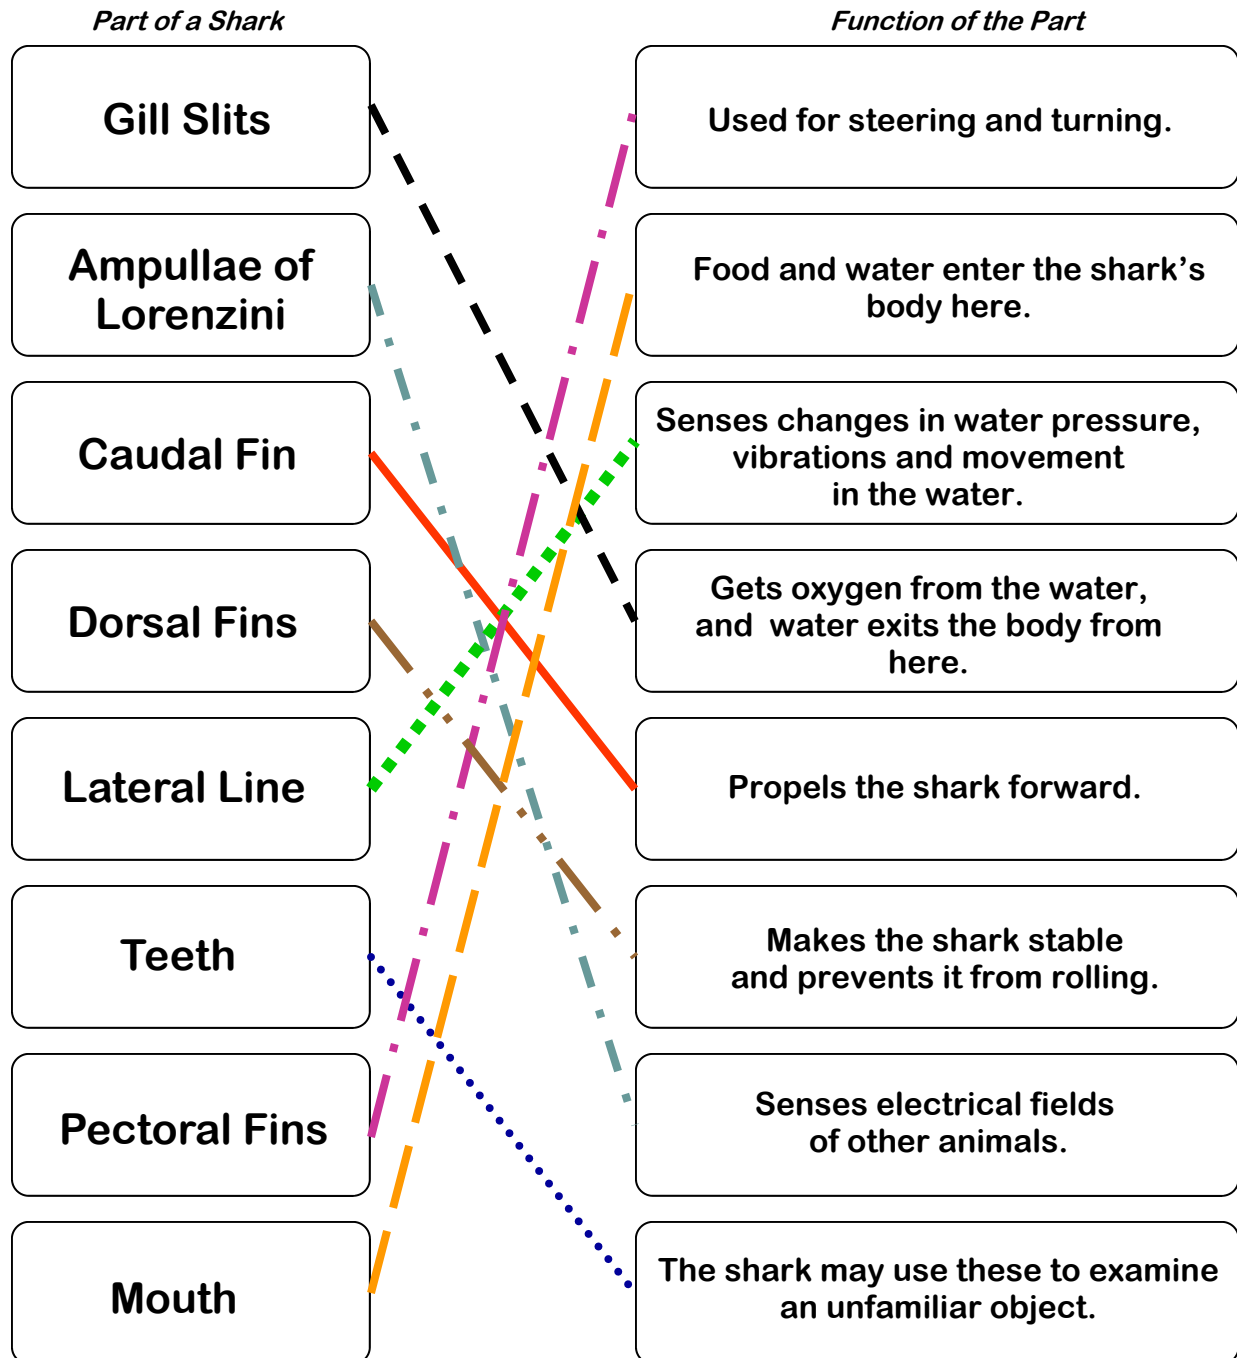 Part of a Shark
Function of the Part
Gill Slits
Used for steering and turning.
Ampullae of
Lorenzini
Food and water enter the shark’s
body here.
Caudal Fin
Senses changes in water pressure,
vibrations and movement
in the water.
Dorsal Fins
Gets oxygen from the water,
and water exits the body from
here.
Lateral Line
Propels the shark forward.
Teeth
Makes the shark stable
and prevents it from rolling.
Pectoral Fins
Senses electrical fields
of other animals.
Mouth
The shark may use these to examine
an unfamiliar object.